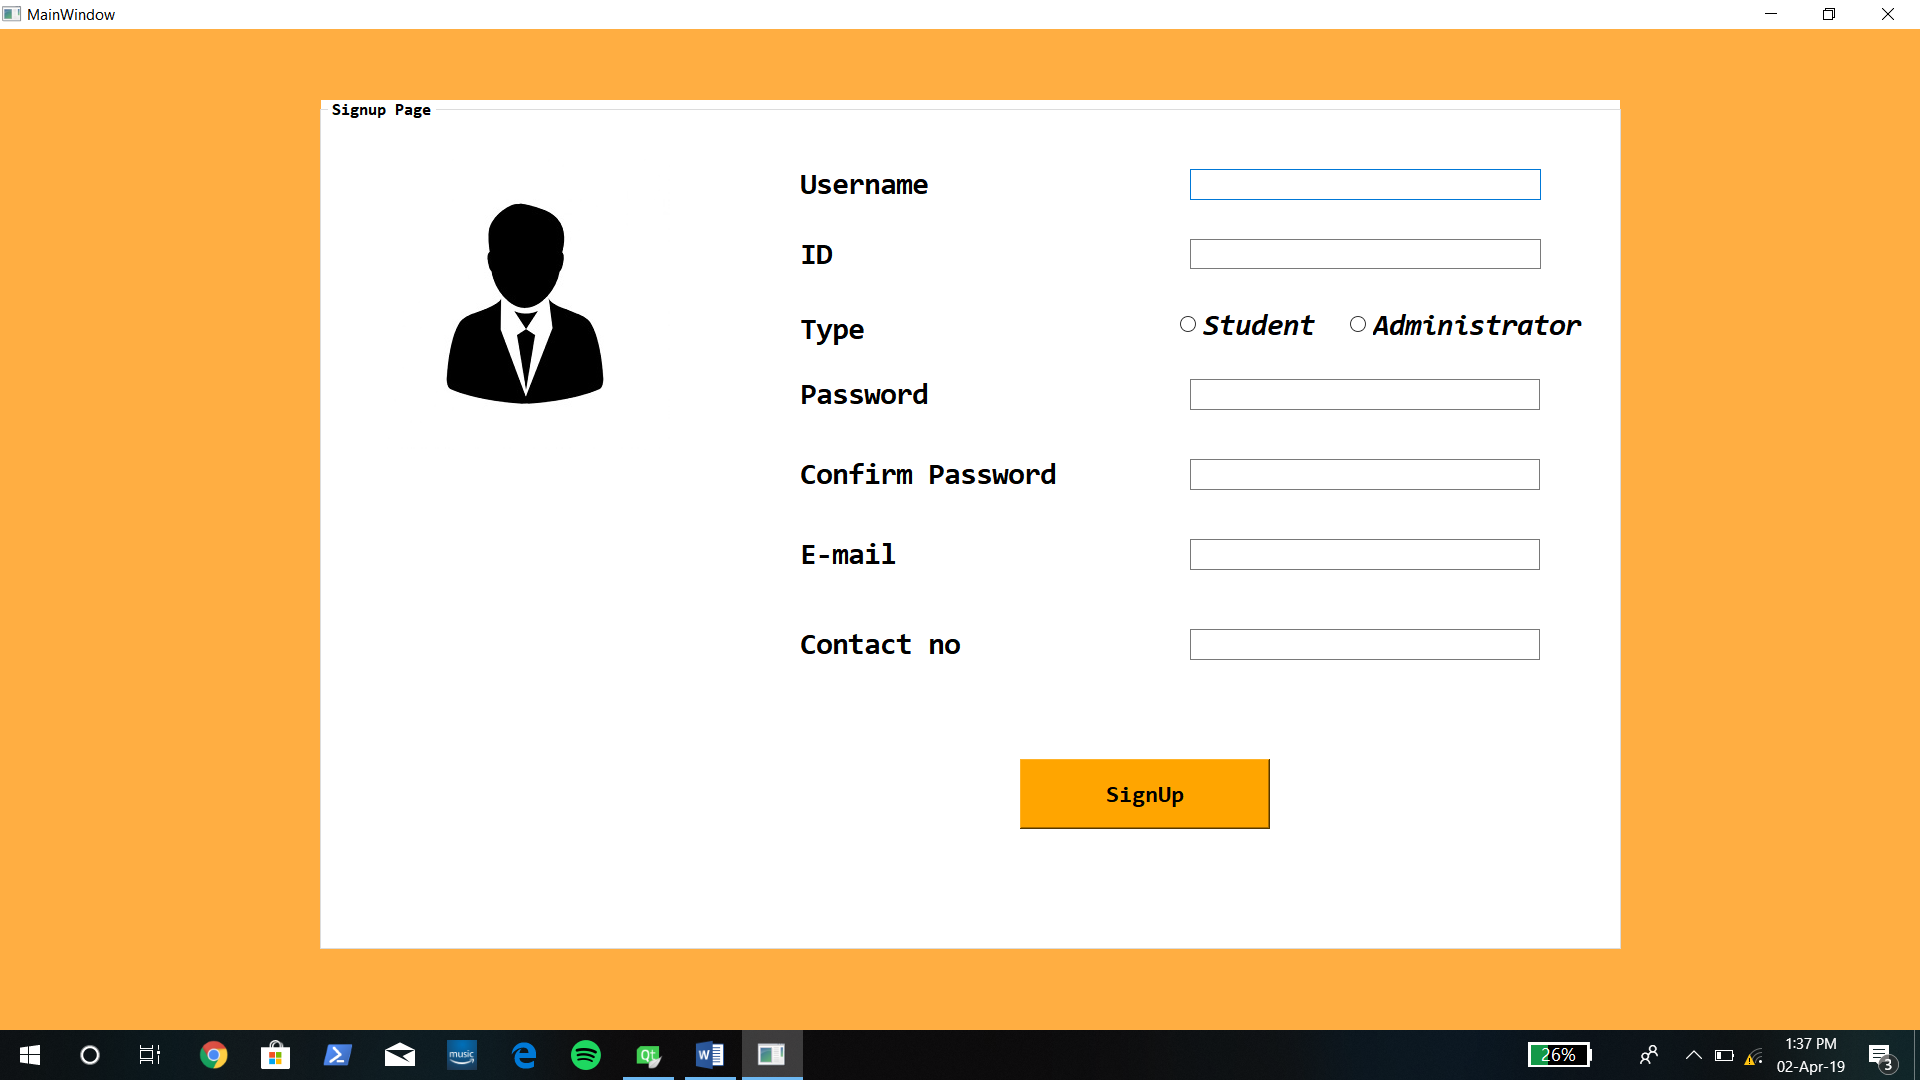 MainWindow
Signup Page
Username
ID
Type
Student
Administrator
Password
Confirm Password
E-mail
Contact no
SignUp
music
Qt
W
26%
1:37 PM
02-Apr-19
3